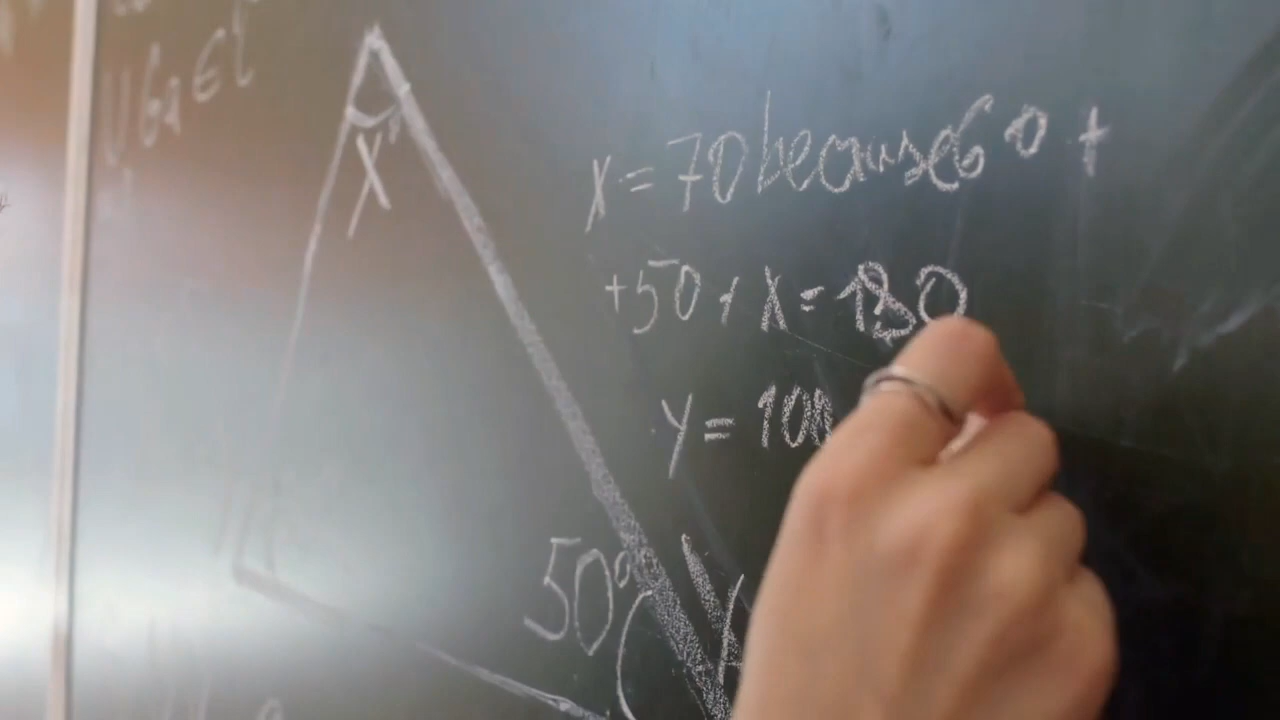 x = 70 because 60 +
+50 + x = 180
y = 100
x°
50°